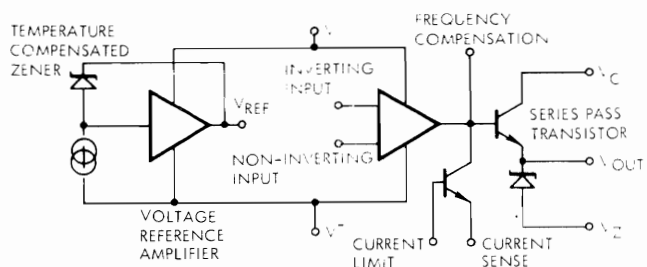 FREQUENCY
COMPENSATION
TEMPERATURE
COMPENSATED
ZENER
INVERTING
INPUT
VREF
NON-INVERTING
INPUT
VC
SERIES PASS
TRANSISTOR
VOUT
VZ
VOLTAGE
REFERENCE
AMPLIFIER
V-
CURRENT
LIMIT
CURRENT
SENSE